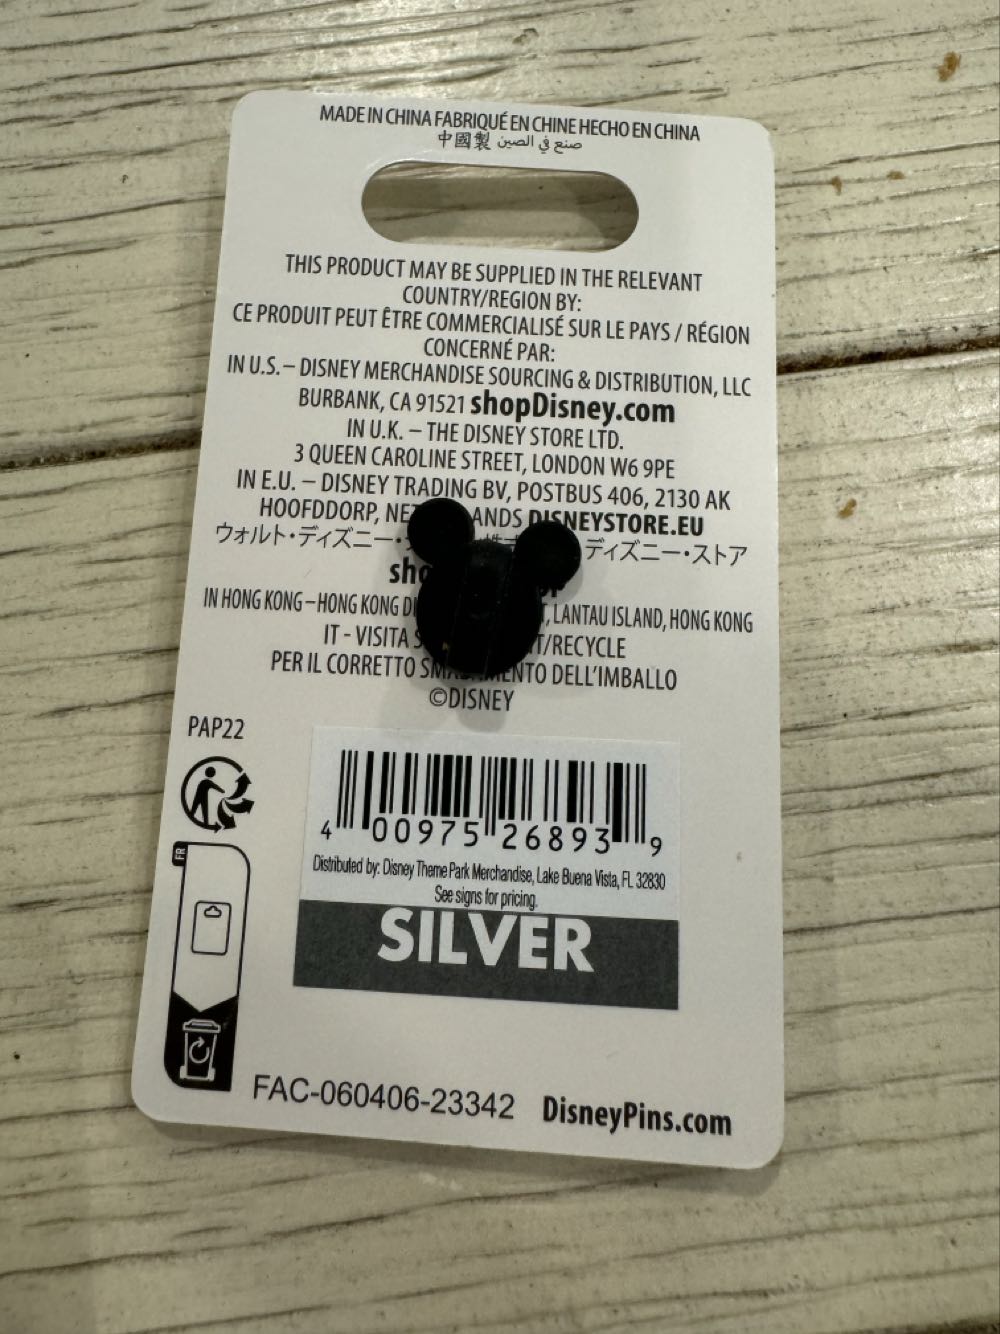 MADE IN CHINA FABRIQUÉ EN CHINE HECHO EN CHINA
中國製 صنع في الصين
THIS PRODUCT MAY BE SUPPLIED IN THE RELEVANT
COUNTRY/REGION BY:
CE PRODUIT PEUT ÊTRE COMMERCIALISÉ SUR LE PAYS / RÉGION
CONCERNÉ PAR:
IN U.S. – DISNEY MERCHANDISE SOURCING & DISTRIBUTION, LLC
BURBANK, CA 91521 shopDisney.com
IN U.K. – THE DISNEY STORE LTD.
3 QUEEN CAROLINE STREET, LONDON W6 9PE
IN E.U. – DISNEY TRADING BV, POSTBUS 406, 2130 AK
HOOFDDORP, ANDS DISNEYSTORE.EU
ウォルト・ディズニー・ ディズニー・ストア
IN HONG KONG – HONG KONG LANTAU ISLAND, HONG KONG
IT - VISITA /RECYCLE
PER IL CORRETTO DELL'IMBALLO
©DISNEY
PAP22
FR
4 00975 26893 9
Distributed by: Disney Theme Park Merchandise, Lake Buena Vista, FL 32830
See signs for pricing.
SILVER
FAC-060406-23342 DisneyPins.com